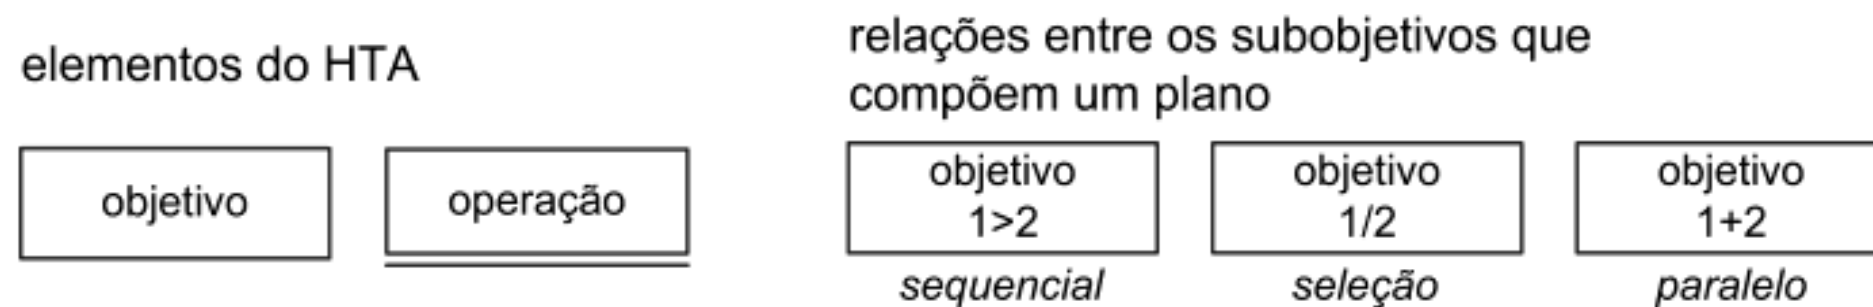 elementos do HTA
objetivo
operação
relações entre os subobjetivos que
compõem um plano
objetivo
1>2
sequencial
objetivo
1/2
seleção
objetivo
1+2
paralelo